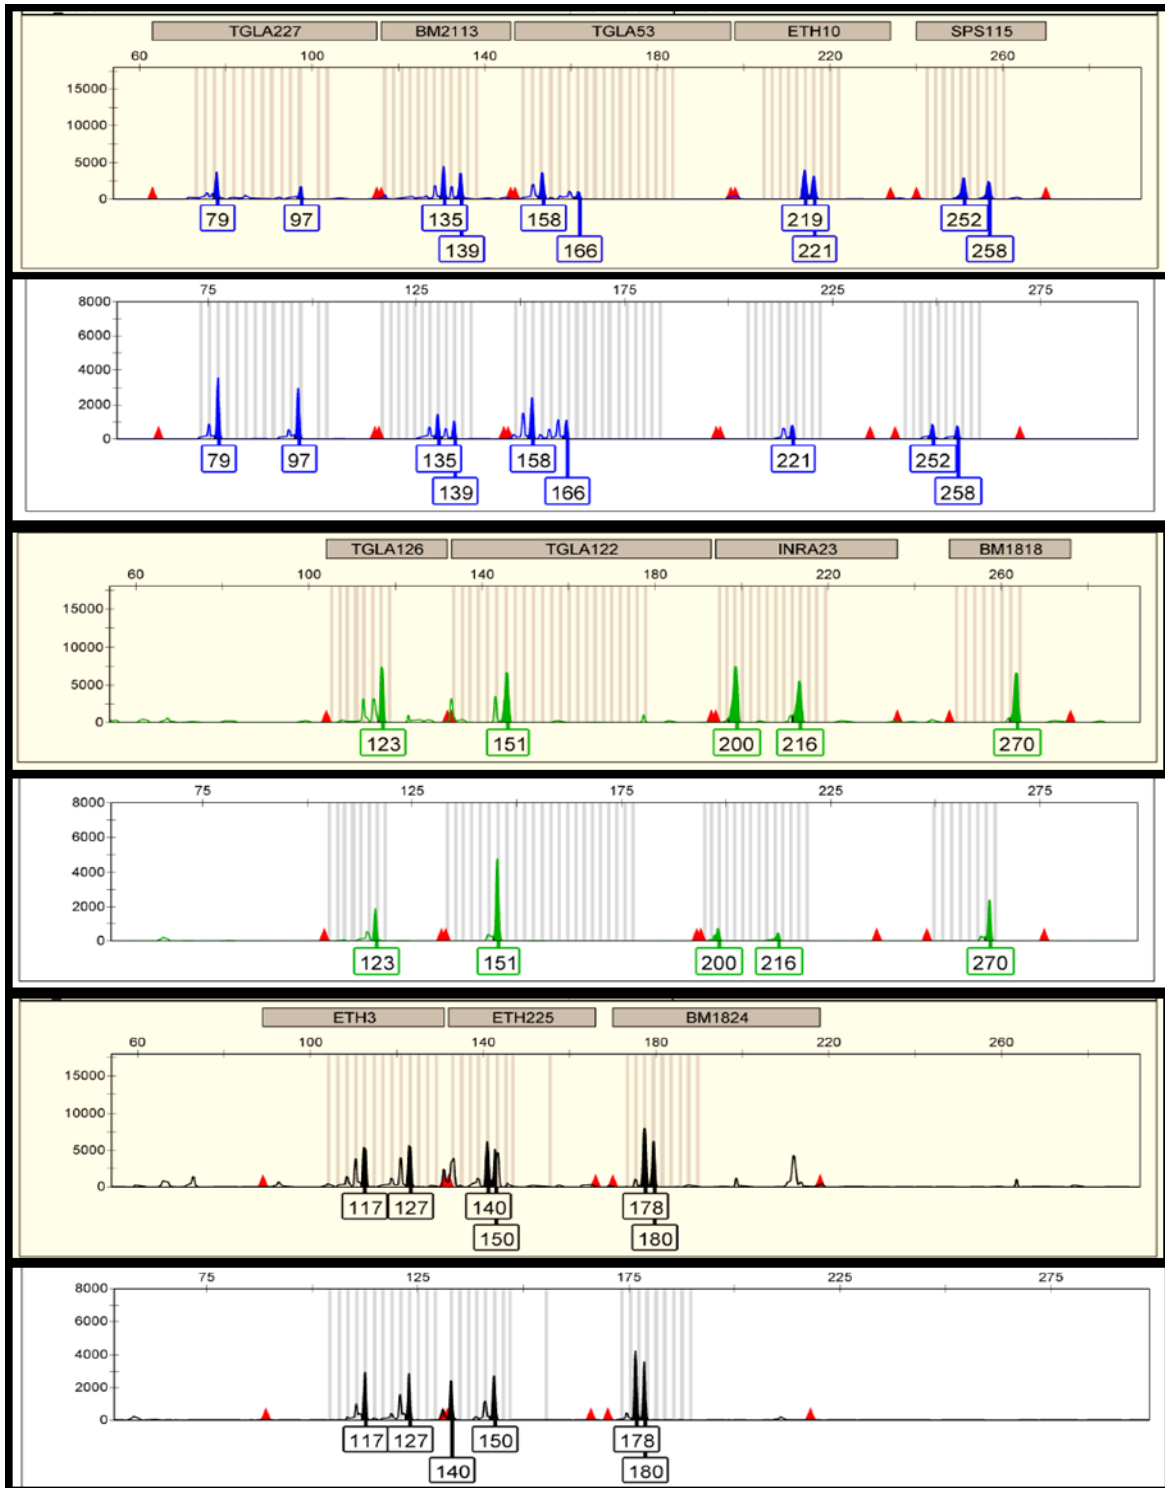 TGLA227 BM2113 TGLA53 ETH10 SPS115
60 100 140 180 220 260
15000
10000
5000
0
79 97 135 158 219 252
139 166 221 258
75 125 175 225 275
8000
6000
4000
2000
0
79 97 135 158 221 252
139 166 258
TGLA126 TGLA122 INRA23 BM1818
60 100 140 180 220 260
15000
10000
5000
0
123 151 200 216 270
75 125 175 225 275
8000
6000
4000
2000
0
123 151 200 216 270
ETH3 ETH225 BM1824
60 100 140 180 220 260
15000
10000
5000
0
117 127 140 178
150 180
75 125 175 225 275
8000
6000
4000
2000
0
117 127 150 178
140 180